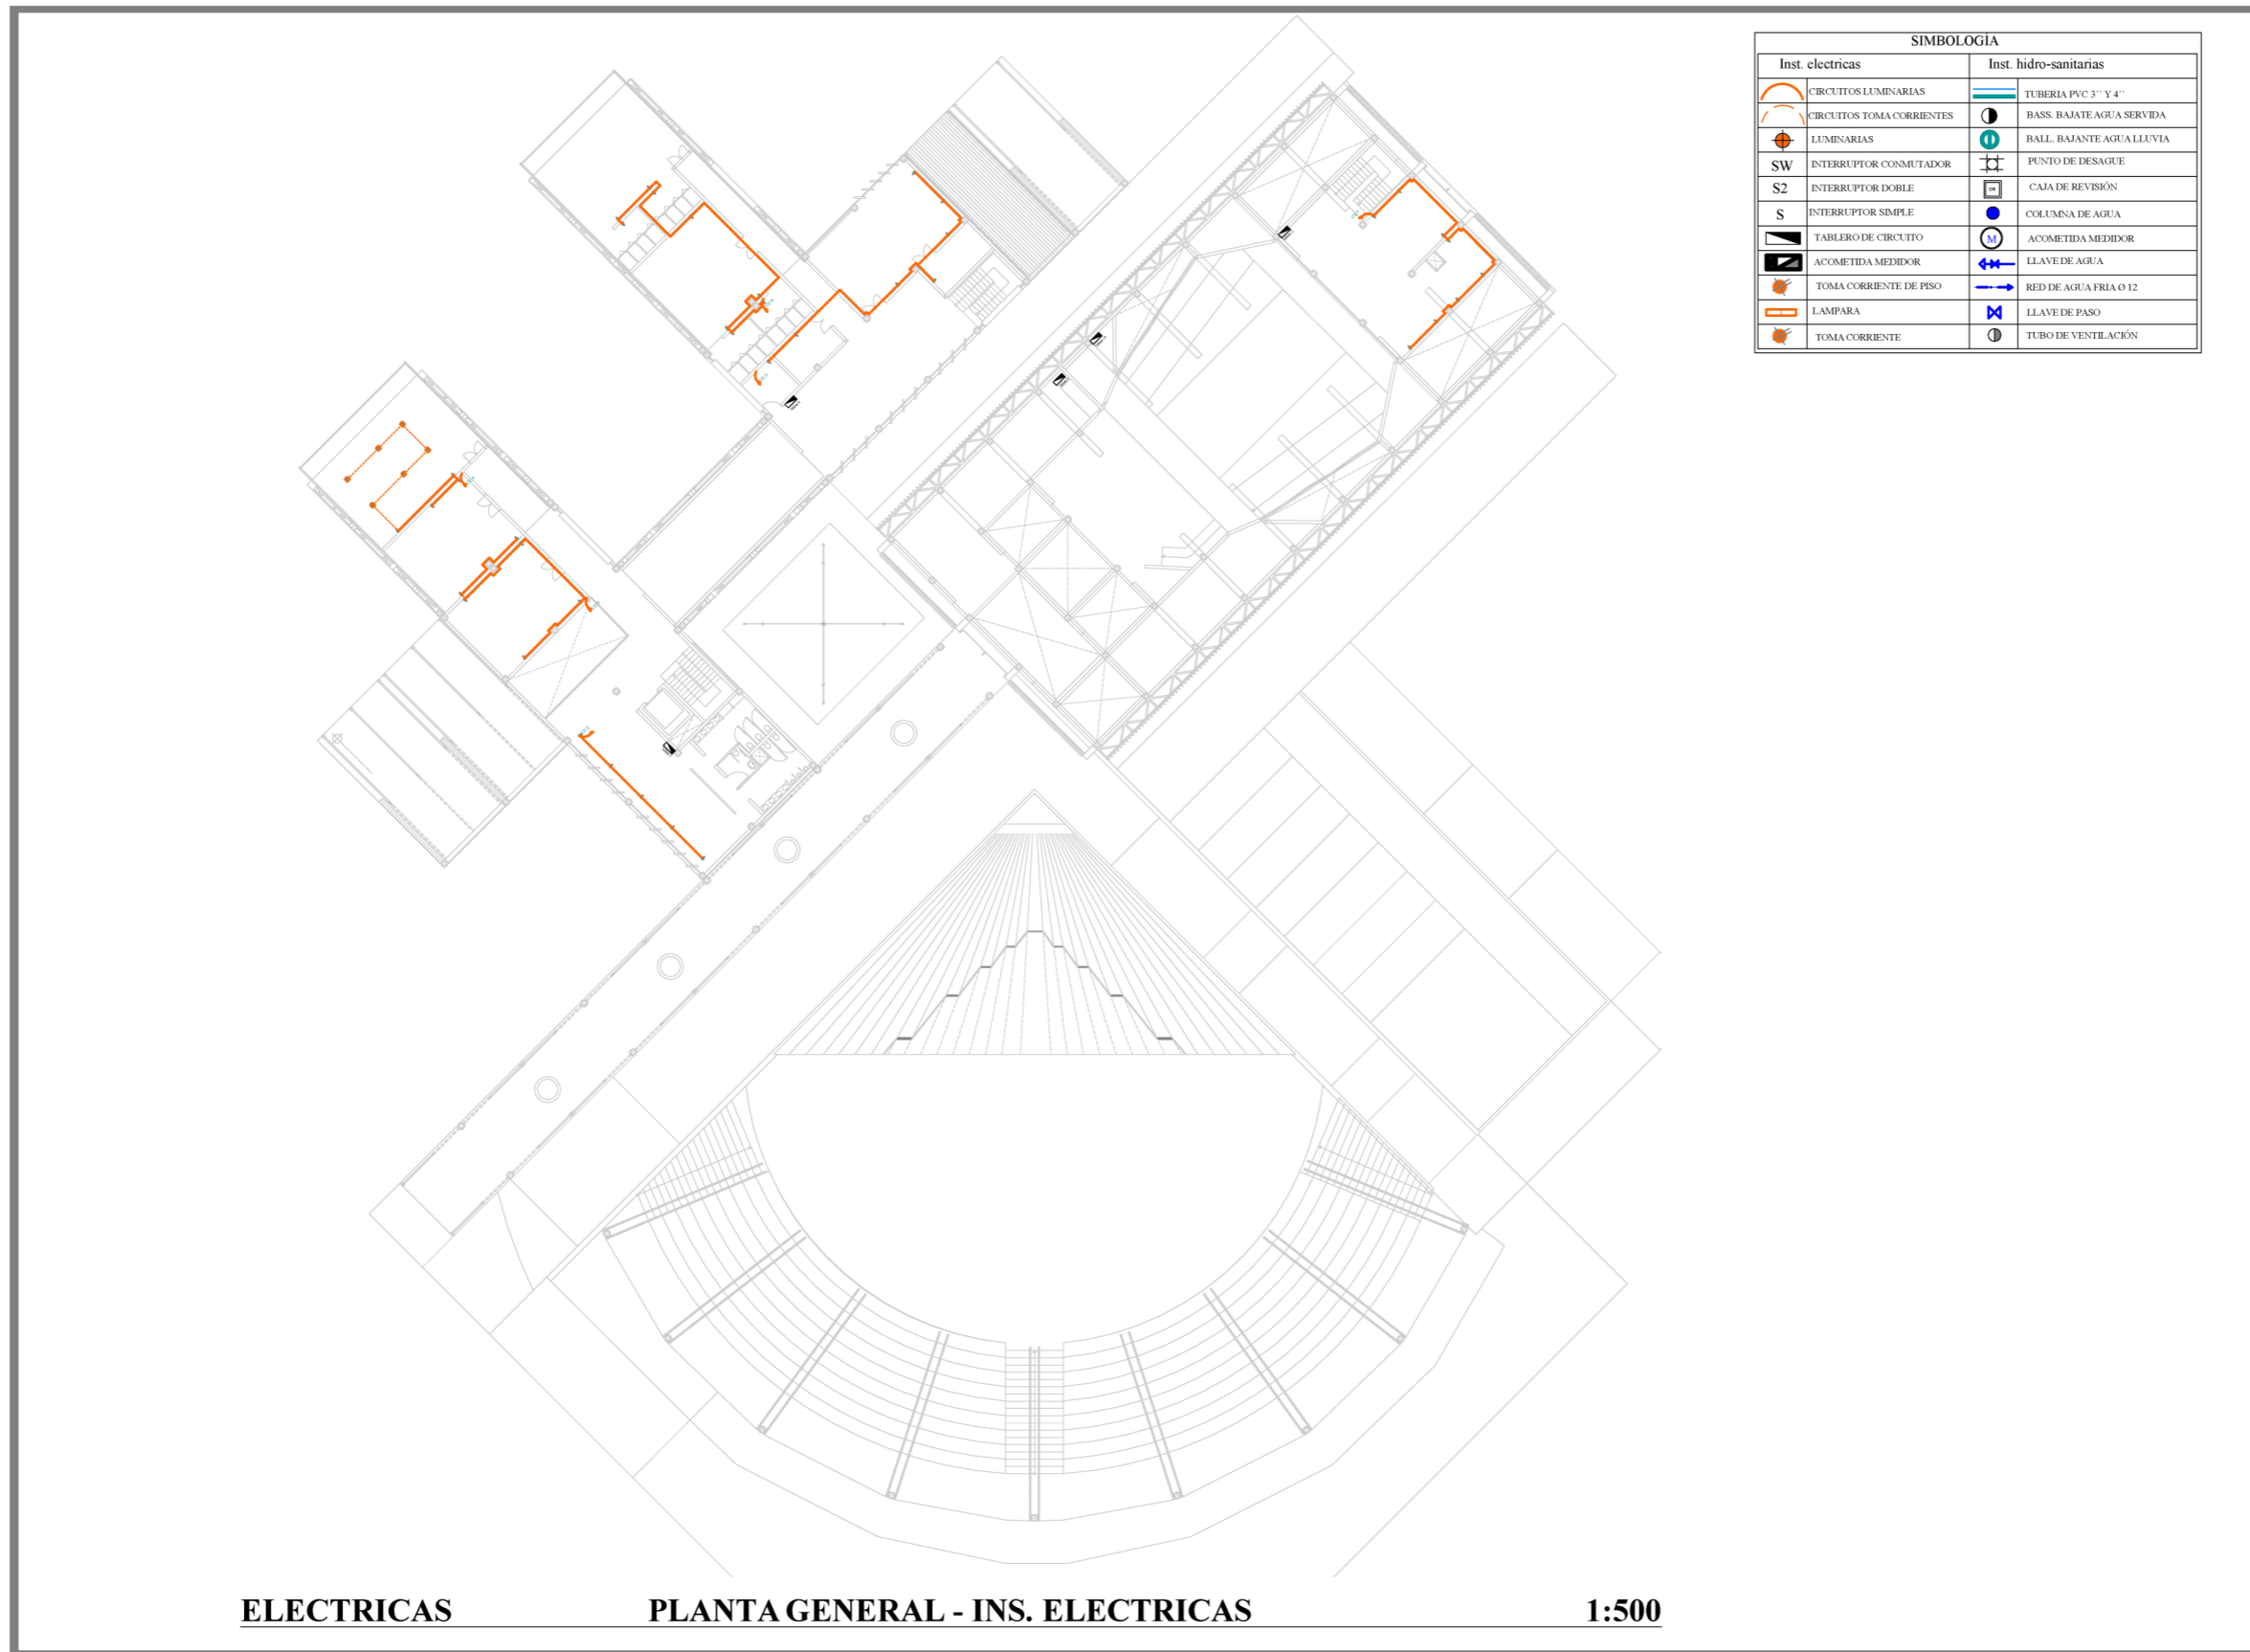 SIMBOLOGÍA
Inst. electricas Inst. hidro-sanitarias
CIRCUITOS LUMINARIAS TUBERIA PVC 3´´ Y 4´´
CIRCUITOS TOMA CORRIENTES BASS. BAJATE AGUA SERVIDA
LUMINARIAS BALL. BAJANTE AGUA LLUVIA
SW INTERRUPTOR CONMUTADOR PUNTO DE DESAGUE
S2 INTERRUPTOR DOBLE CR CAJA DE REVISIÓN
S INTERRUPTOR SIMPLE COLUMNA DE AGUA
TABLERO DE CIRCUITO M ACOMETIDA MEDIDOR
ACOMETIDA MEDIDOR LLAVE DE AGUA
TOMA CORRIENTE DE PISO RED DE AGUA FRIA Ø 12
LAMPARA LLAVE DE PASO
TOMA CORRIENTE TUBO DE VENTILACIÓN
ELECTRICAS PLANTA GENERAL - INS. ELECTRICAS 1:500